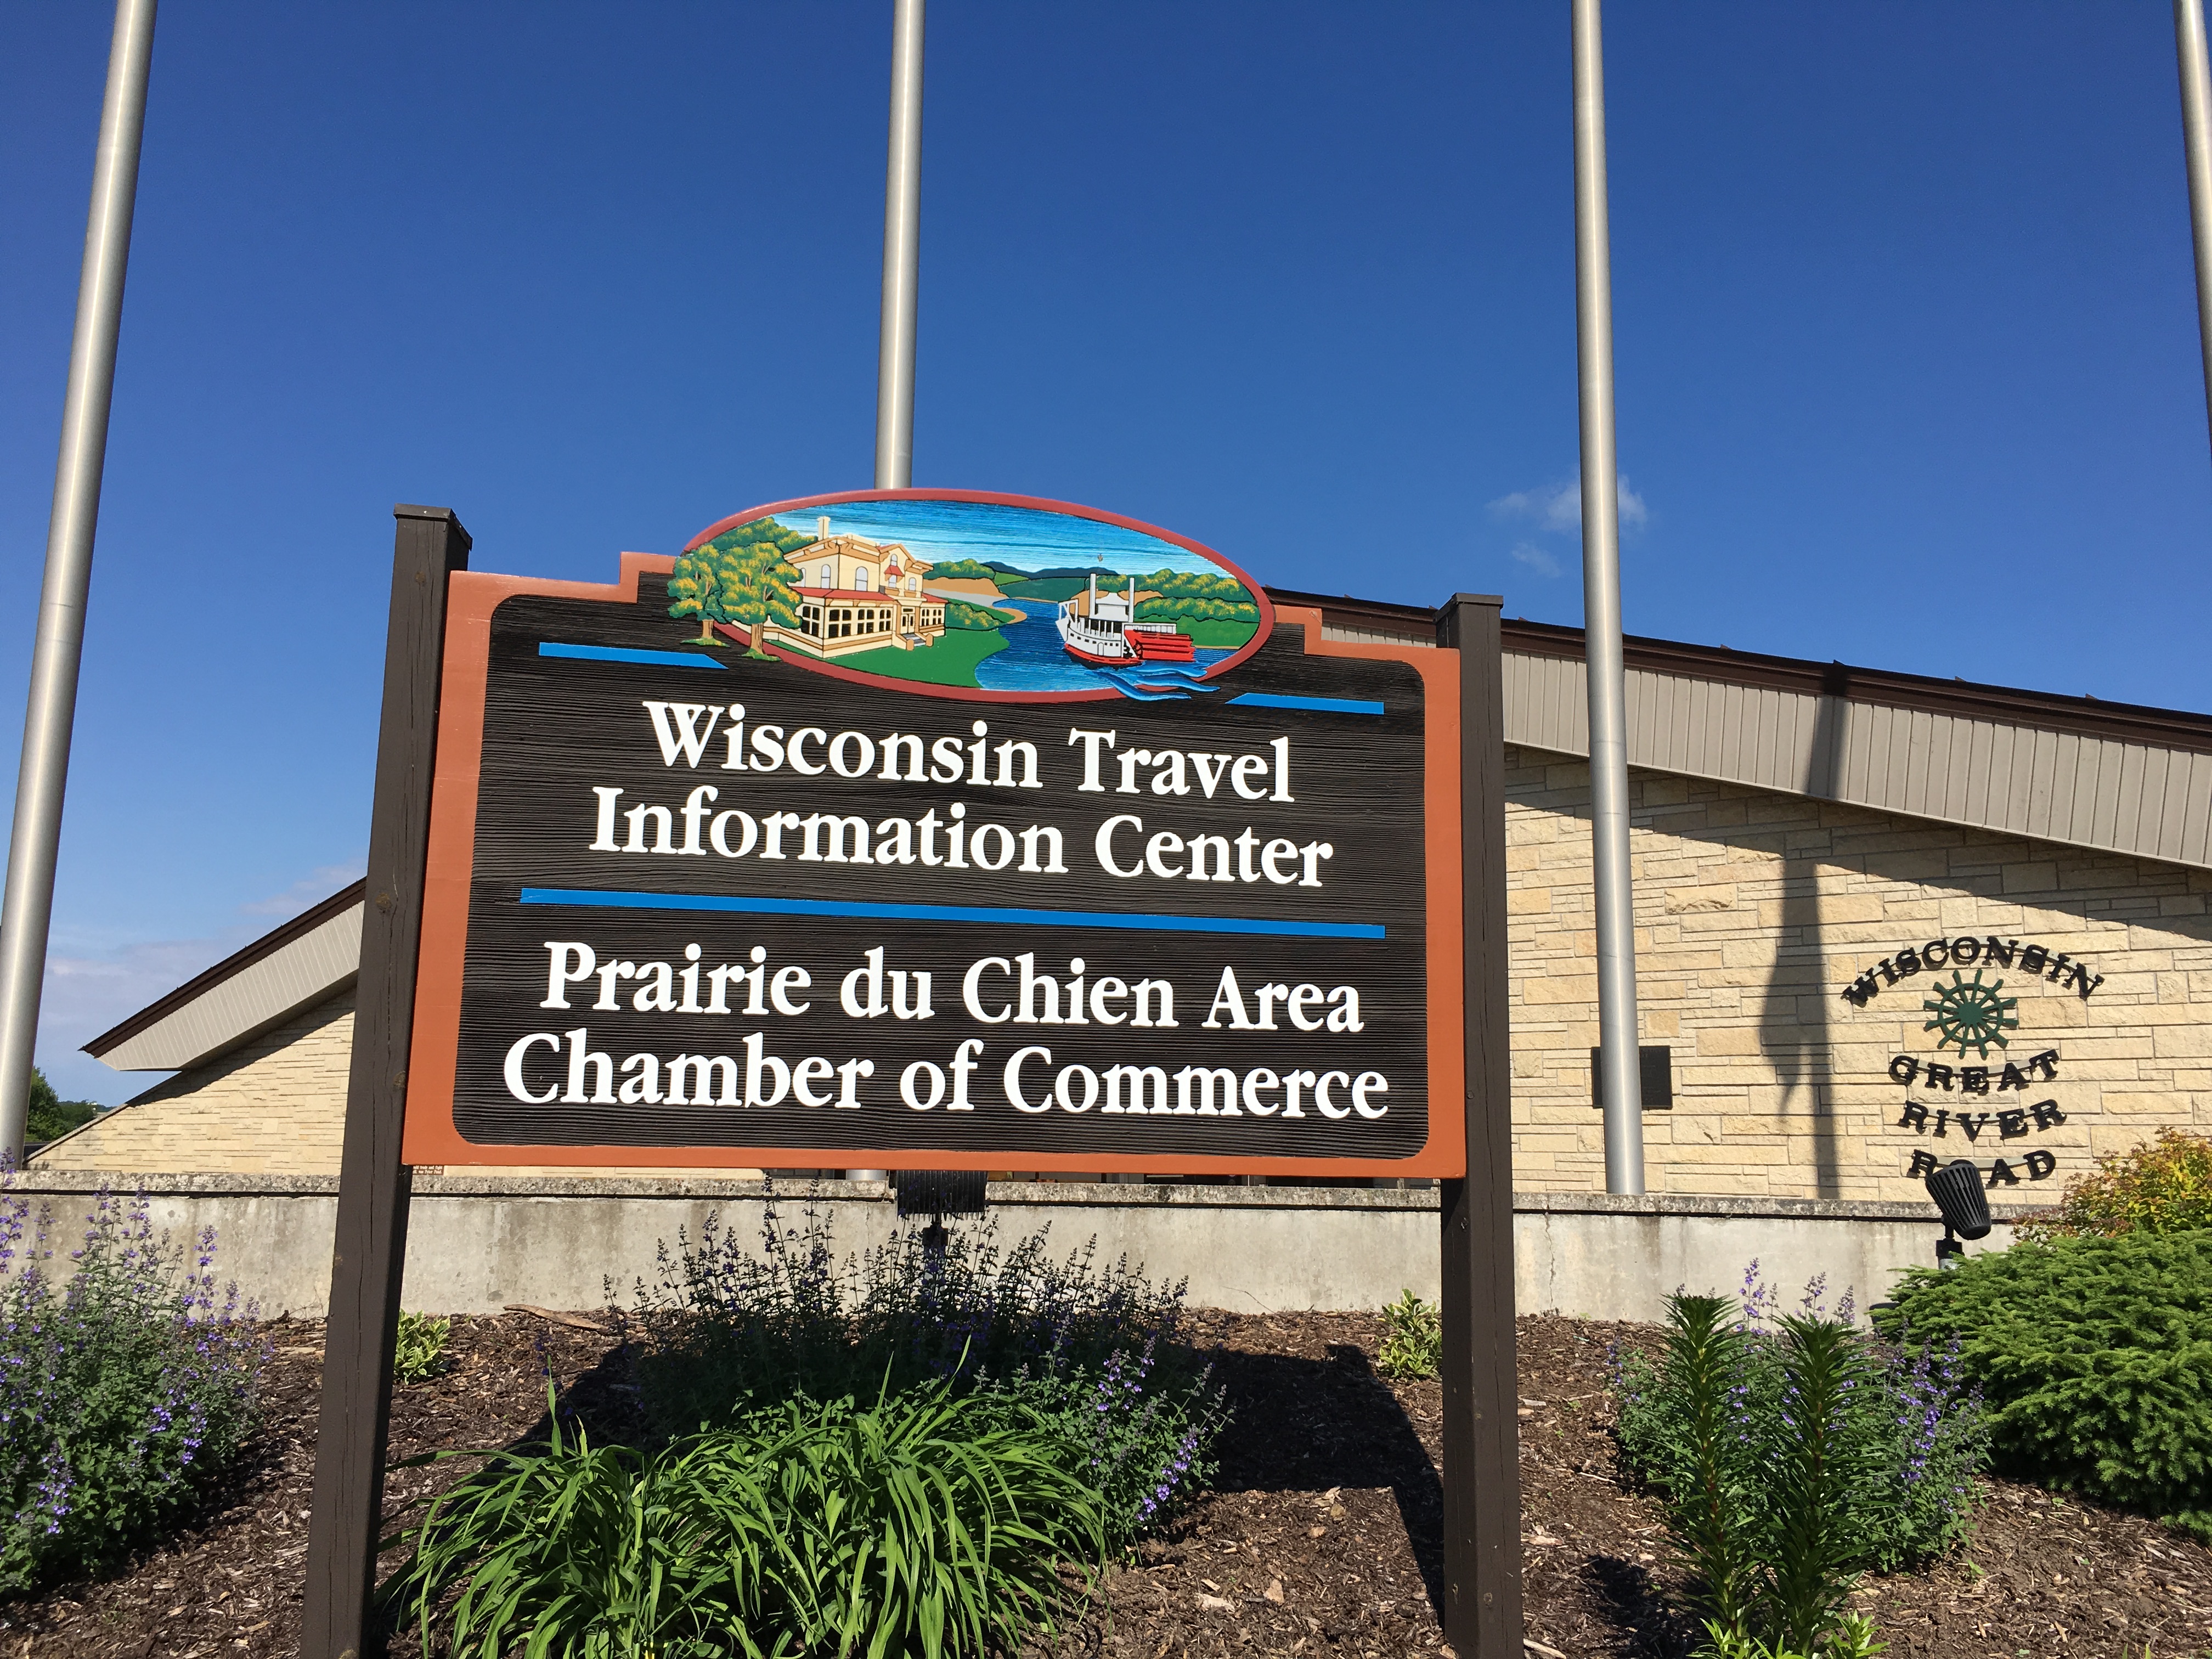 Wisconsin Travel
Information Center
Prairie du Chien Area
Chamber of Commerce
WISCONSIN
GREAT
RIVER
ROAD